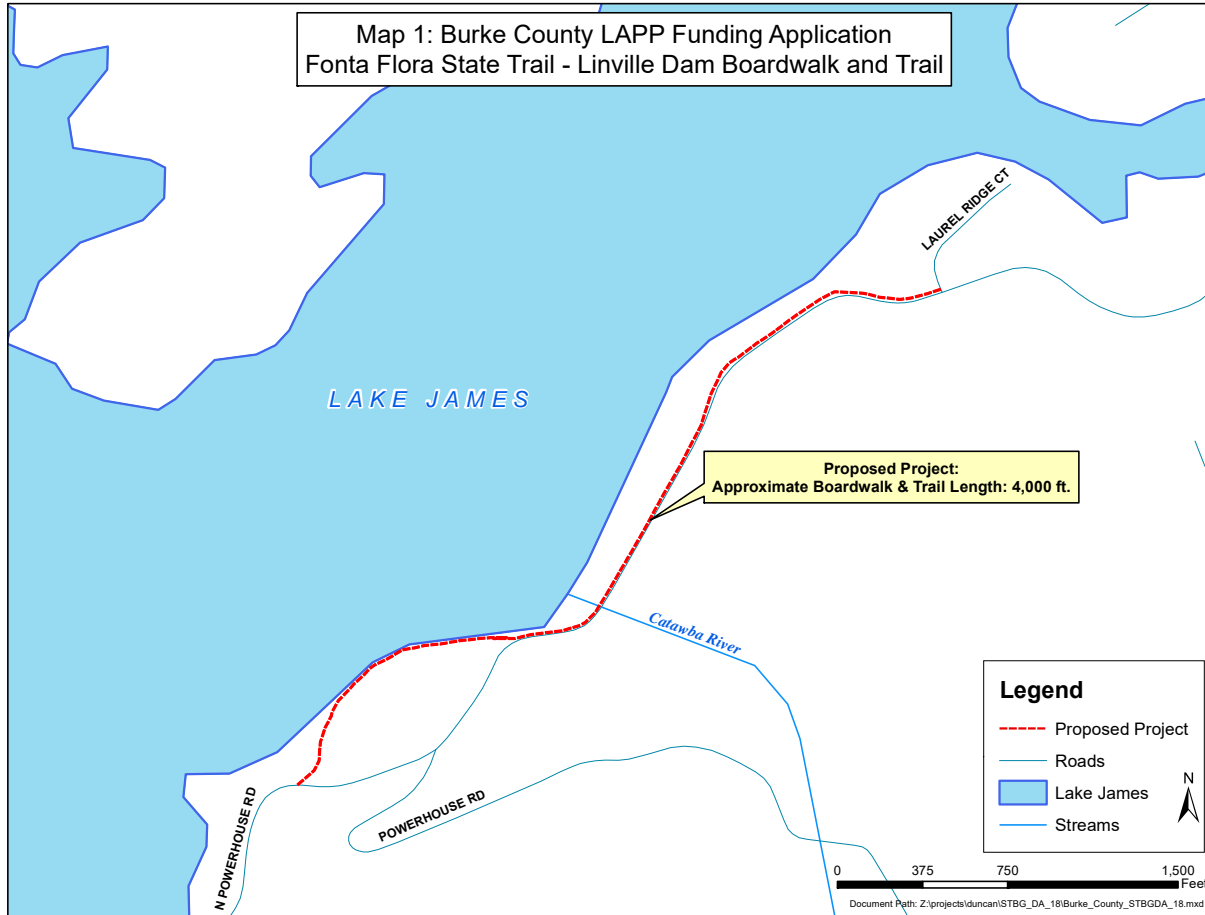 Map 1: Burke County LAPP Funding Application
Fonta Flora State Trail - Linville Dam Boardwalk and Trail
LAUREL RIDGE CT
LAKE JAMES
Proposed Project:
Approximate Boardwalk & Trail Length: 4,000 ft.
Catawba River
N POWERHOUSE RD
POWERHOUSE RD
Legend
Proposed Project
Roads
Lake James
Streams
N
0 375 750 1,500
Feet
Document Path: Z:\projects\duncan\STBG_DA_18\Burke_County_STBGDA_18.mxd